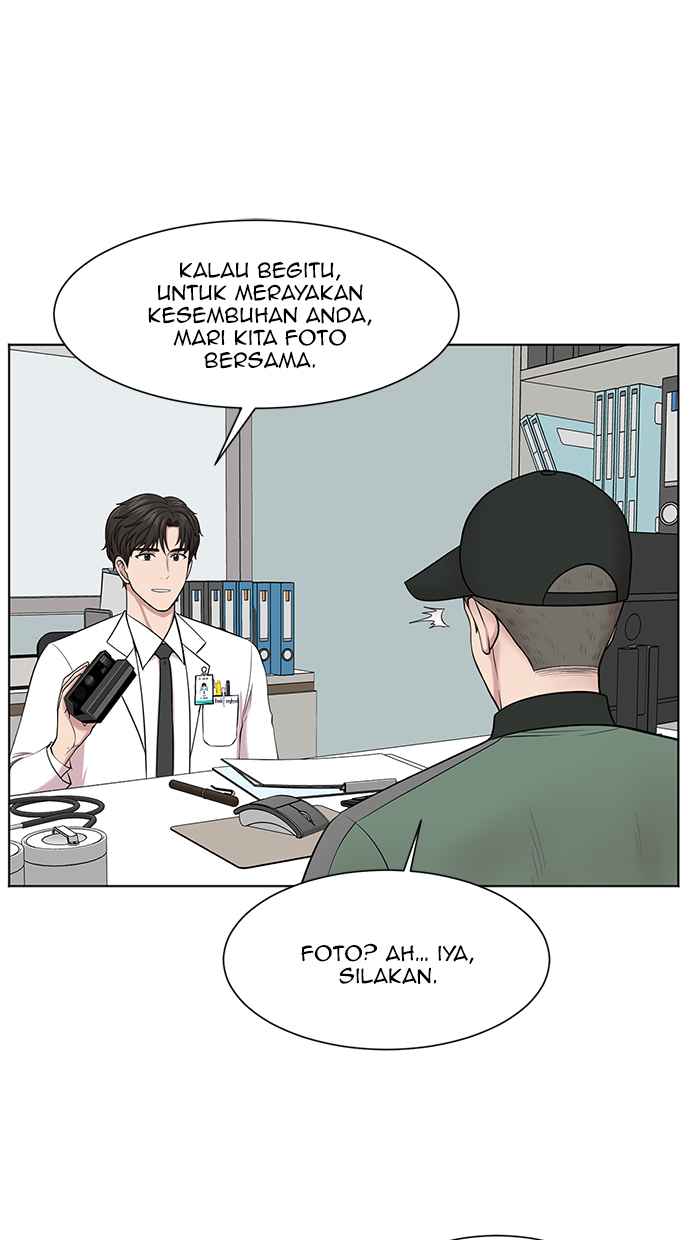 KALAU BEGITU,
UNTUK MERAYAKAN
KESEMBUHAN ANDA,
MARI KITA FOTO
BERSAMA.
FOTO? AH... IYA,
SILAKAN.